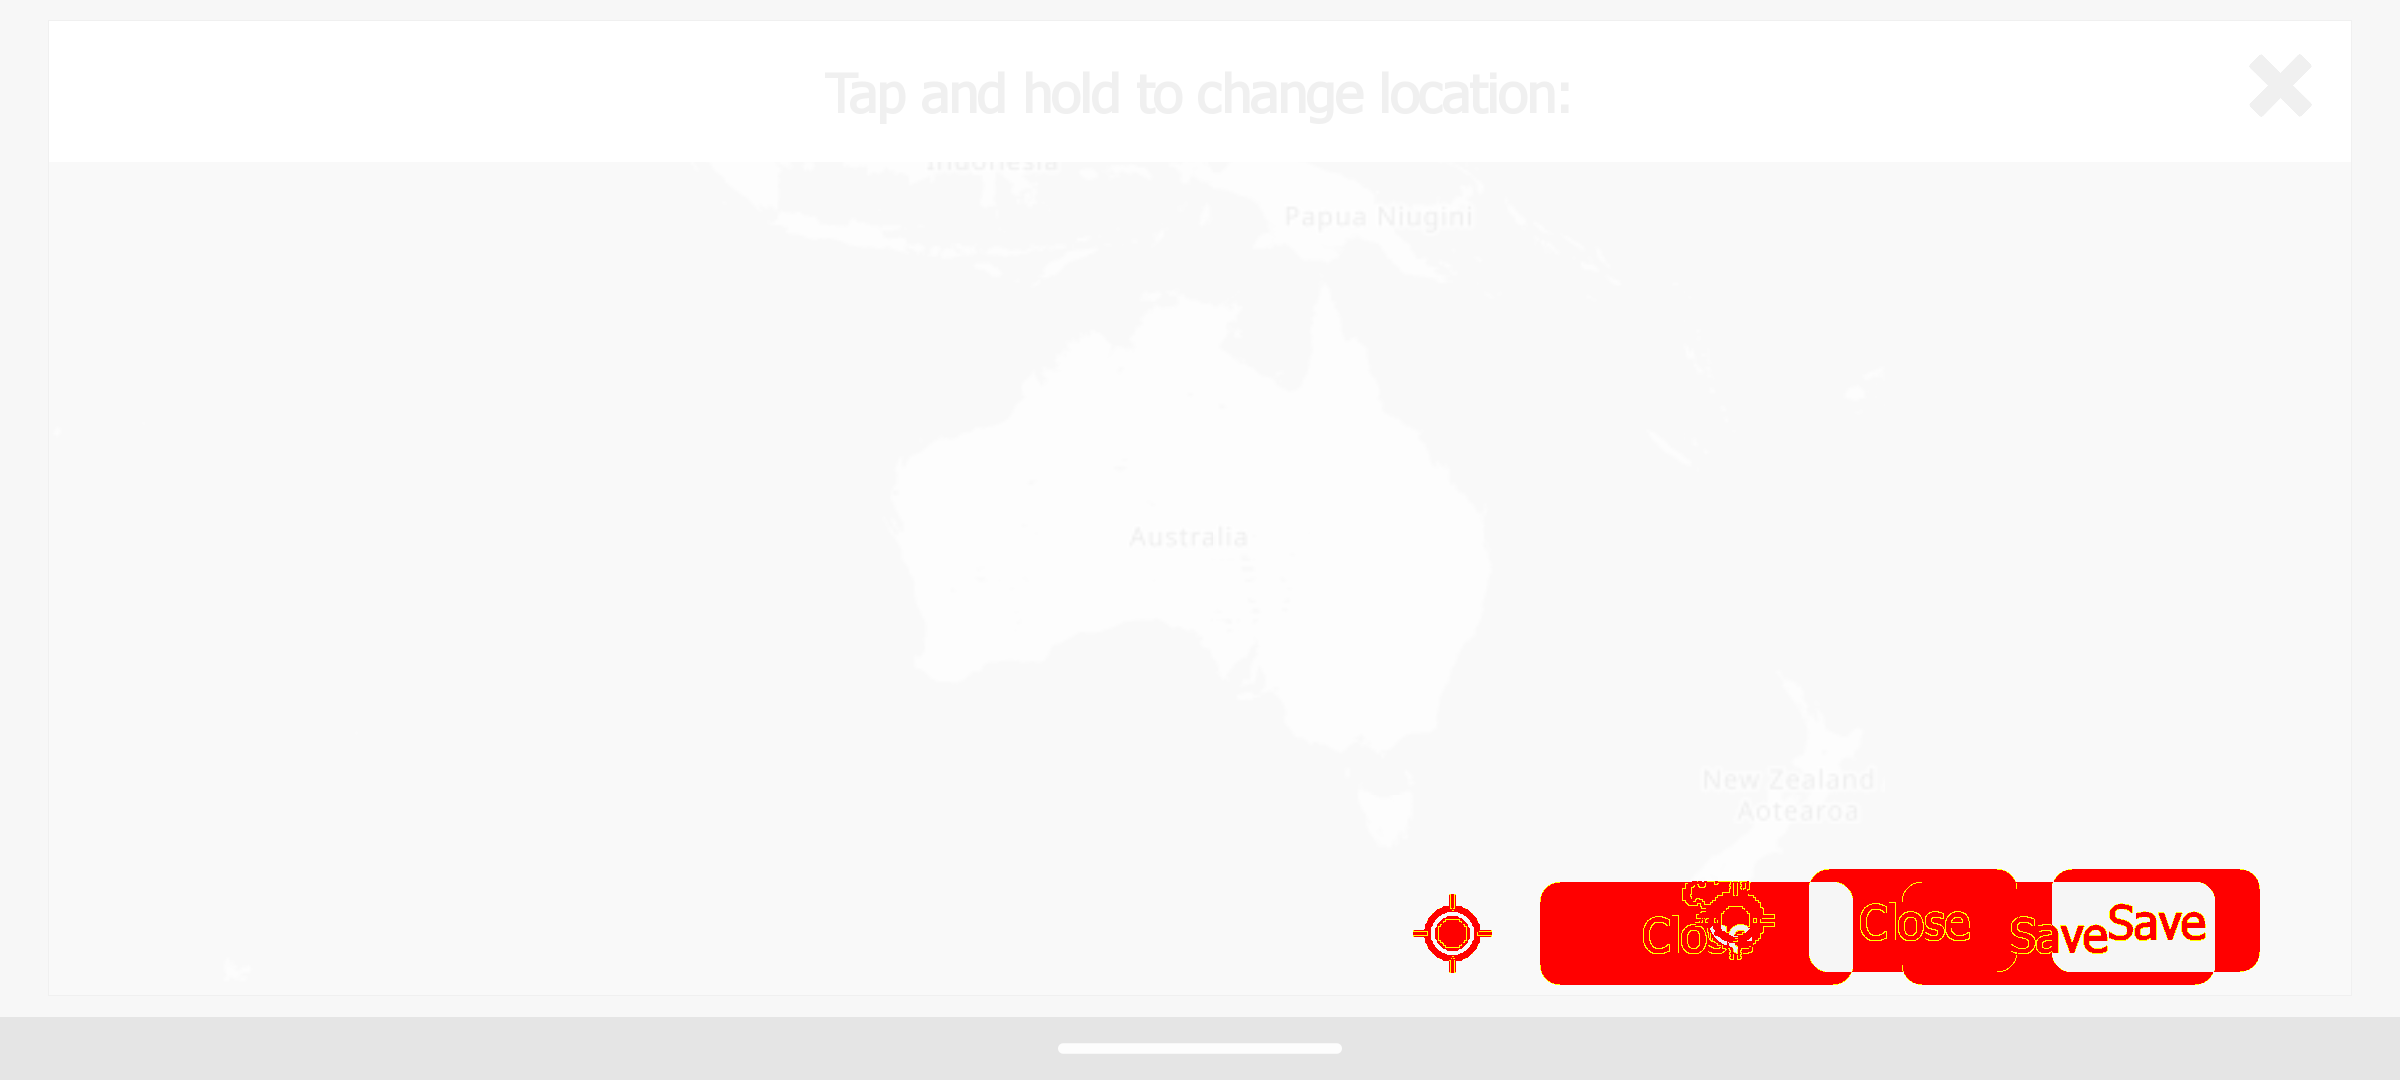 Tap and hold to change location:
Indonesia
Papua Niugini
Australia
New Zealand
Aotearoa
Close Close Save Save